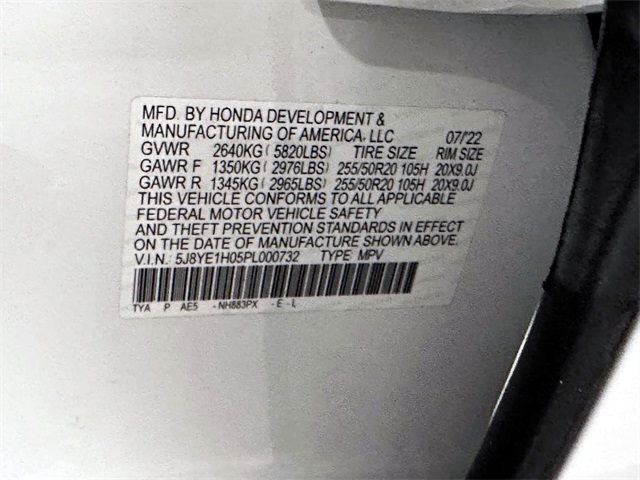 MFD. BY HONDA DEVELOPMENT &
MANUFACTURING OF AMERICA, LLC 07/'22
GVWR 2640KG ( 5820LBS) TIRE SIZE RIM SIZE
GAWR F 1350KG ( 2976LBS) 255/50R20 105H 20X9.0J
GAWR R 1345KG ( 2965LBS) 255/50R20 105H 20X9.0J
THIS VEHICLE CONFORMS TO ALL APPLICABLE
FEDERAL MOTOR VEHICLE SAFETY
AND THEFT PREVENTION STANDARDS IN EFFECT
ON THE DATE OF MANUFACTURE SHOWN ABOVE.
V.I.N.: 5J8YE1H05PL000732 TYPE: MPV
TYA P AE5 - NH883PX - E - L